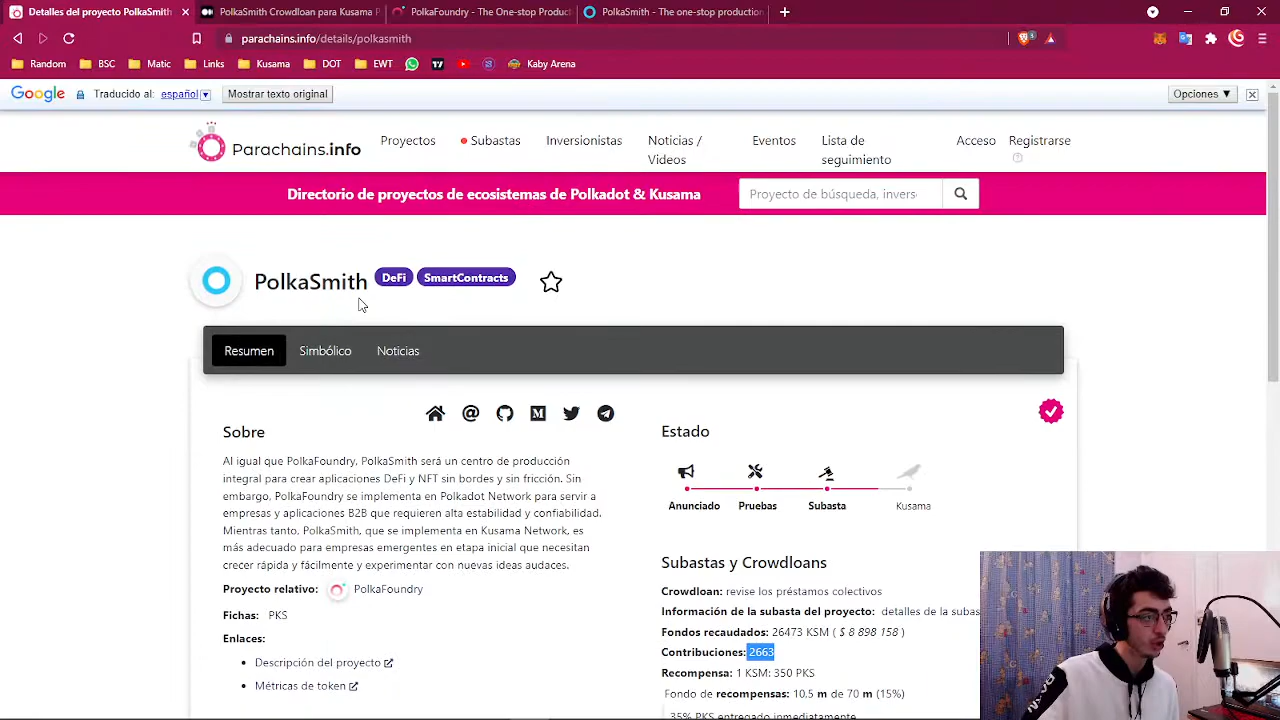 Detalles del proyecto PolkaSmith
PolkaSmith Crowdloan para Kusama P
PolkaFoundry - The One-stop Product
PolkaSmith - The one-stop production
parachains.info/details/polkasmith
Random
BSC
Matic
Links
Kusama
DOT
EWT
Kaby Arena
Google
Traducido al: español
Mostrar texto original
Opciones ▼
Parachains.info
Proyectos
Subastas
Inversionistas
Noticias /
Videos
Eventos
Lista de
seguimiento
Acceso
Registrarse
Directorio de proyectos de ecosistemas de Polkadot & Kusama
Proyecto de búsqueda, invers
PolkaSmith
DeFi
SmartContracts
Resumen
Simbólico
Noticias
Sobre
Al igual que PolkaFoundry, PolkaSmith será un centro de producción
integral para crear aplicaciones DeFi y NFT sin bordes y sin fricción. Sin
embargo, PolkaFoundry se implementa en Polkadot Network para servir a
empresas y aplicaciones B2B que requieren alta estabilidad y confiabilidad.
Mientras tanto, PolkaSmith, que se implementa en Kusama Network, es
más adecuado para empresas emergentes en etapa inicial que necesitan
crecer rápida y fácilmente y experimentar con nuevas ideas audaces.
Proyecto relativo: PolkaFoundry
Fichas: PKS
Enlaces:
Descripción del proyecto
Métricas de token
Estado
Anunciado
Pruebas
Subasta
Kusama
Subastas y Crowdloans
Crowdloan: revise los préstamos colectivos
Información de la subasta del proyecto: detalles de la subas
Fondos recaudados: 26473 KSM ( $ 8 898 158 )
Contribuciones: 2663
Recompensa: 1 KSM: 350 PKS
Fondo de recompensas: 10.5 m de 70 m (15%)
35% PKS entregado inmediatamente